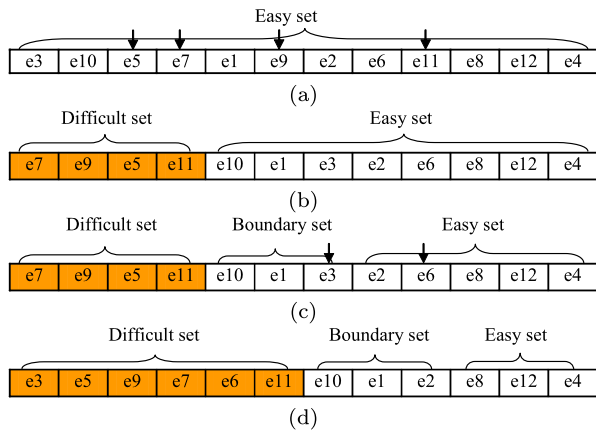 Easy set
e3 e10 e5 e7 e1 e9 e2 e6 e11 e8 e12 e4
(a)
Difficult set Easy set
e7 e9 e5 e11 e10 e1 e3 e2 e6 e8 e12 e4
(b)
Difficult set Boundary set Easy set
e7 e9 e5 e11 e10 e1 e3 e2 e6 e8 e12 e4
(c)
Difficult set Boundary set Easy set
e3 e5 e9 e7 e6 e11 e10 e1 e2 e8 e12 e4
(d)